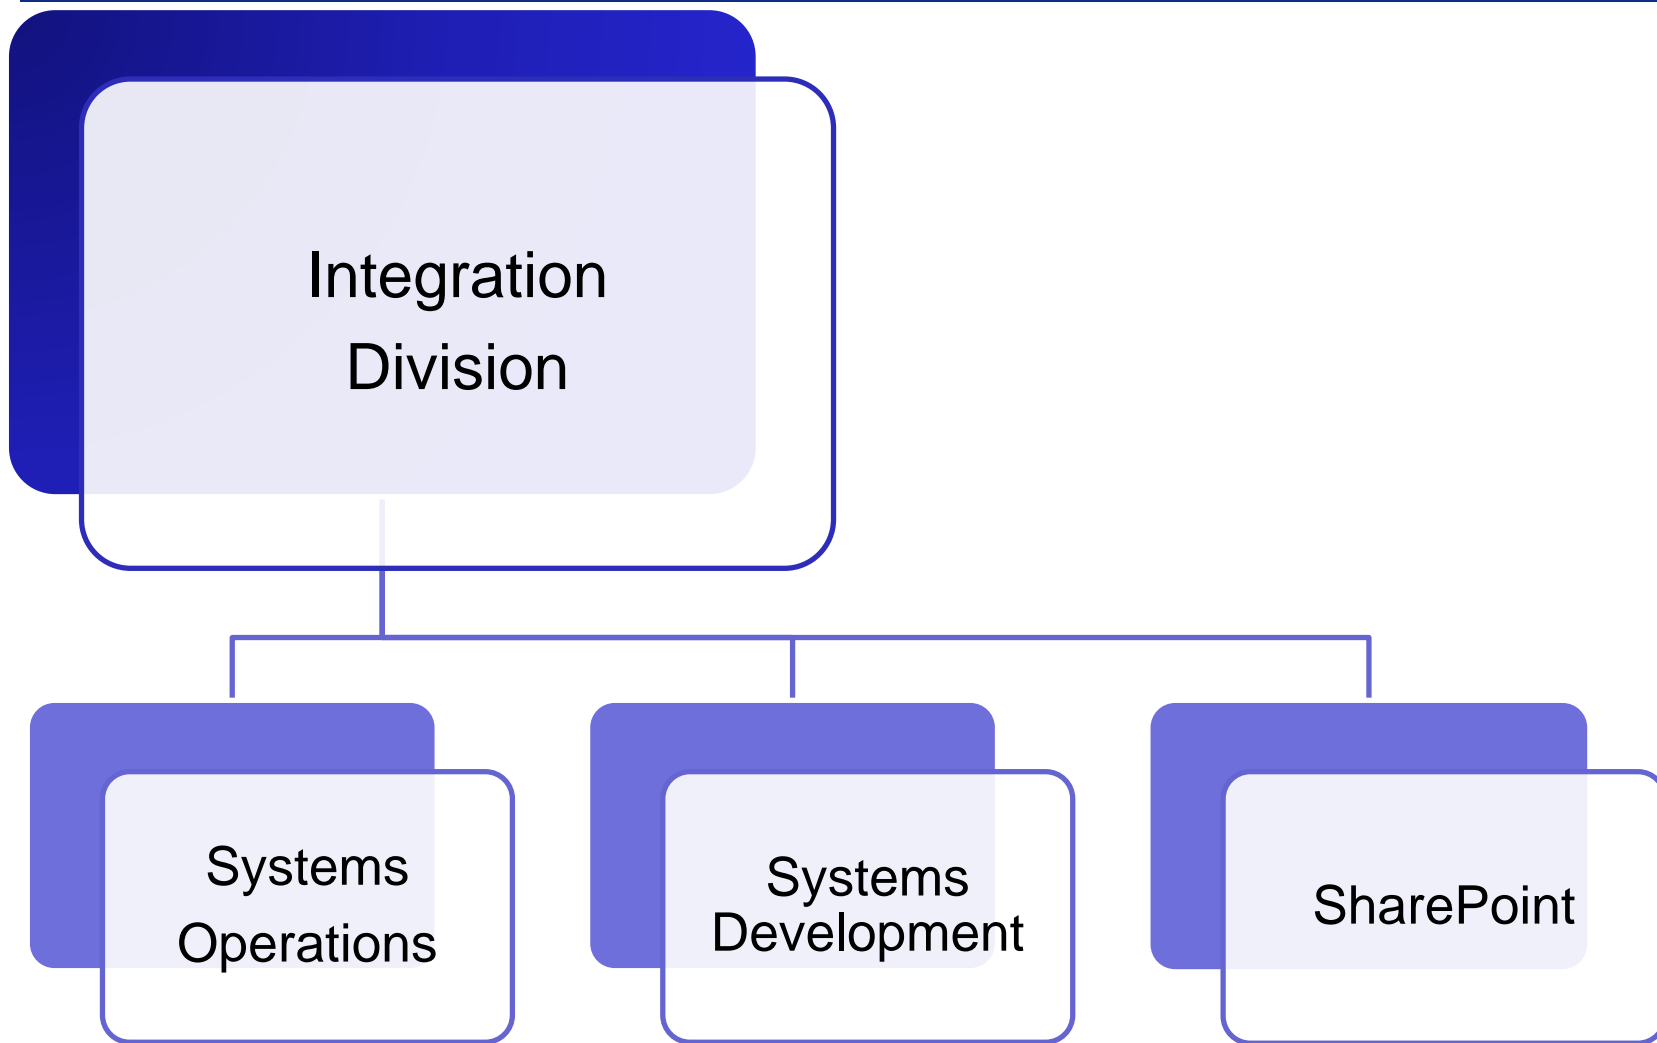 Integration
Division
Systems
Operations
Systems
Development
SharePoint